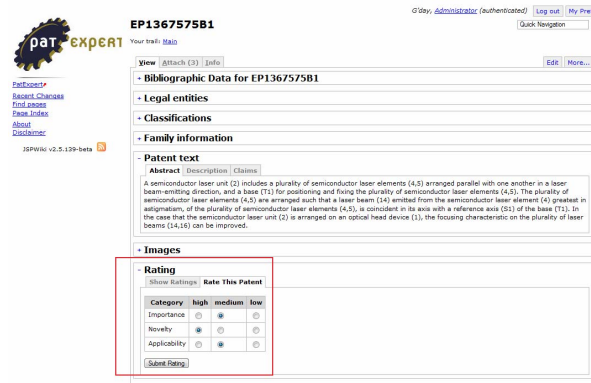 G'day, Administrator (authenticated) Log out My Pre
EP1367575B1
Quick Navigation
pat expert
Your trail: Main
View Attach (3) Info
Edit More...
+ Bibliographic Data for EP1367575B1
PatExpert
+ Legal entities
Recent Changes
Find pages
Page Index
+ Classifications
About
Disclaimer
+ Family information
JSPWiki v2.5.139-beta
- Patent text
Abstract Description Claims
A semiconductor laser unit (2) includes a plurality of semiconductor laser elements (4,5) arranged parallel with one another in a laser
beam-emitting direction, and a base (T1) for positioning and fixing the plurality of semiconductor laser elements (4,5). The plurality of
semiconductor laser elements (4,5) are arranged such that a laser beam (14) emitted from the semiconductor laser element (4) greatest in
astigmatism, of the plurality of semiconductor laser elements (4,5), is coincident in its axis with a reference axis (S1) of the base (T1). In
the case that the semiconductor laser unit (2) is arranged on an optical head device (1), the focusing characteristic on the plurality of laser
beams (14,16) can be improved.
+ Images
- Rating
Show Ratings Rate This Patent
Category high medium low
Importance
Novelty
Applicability
Submit Rating